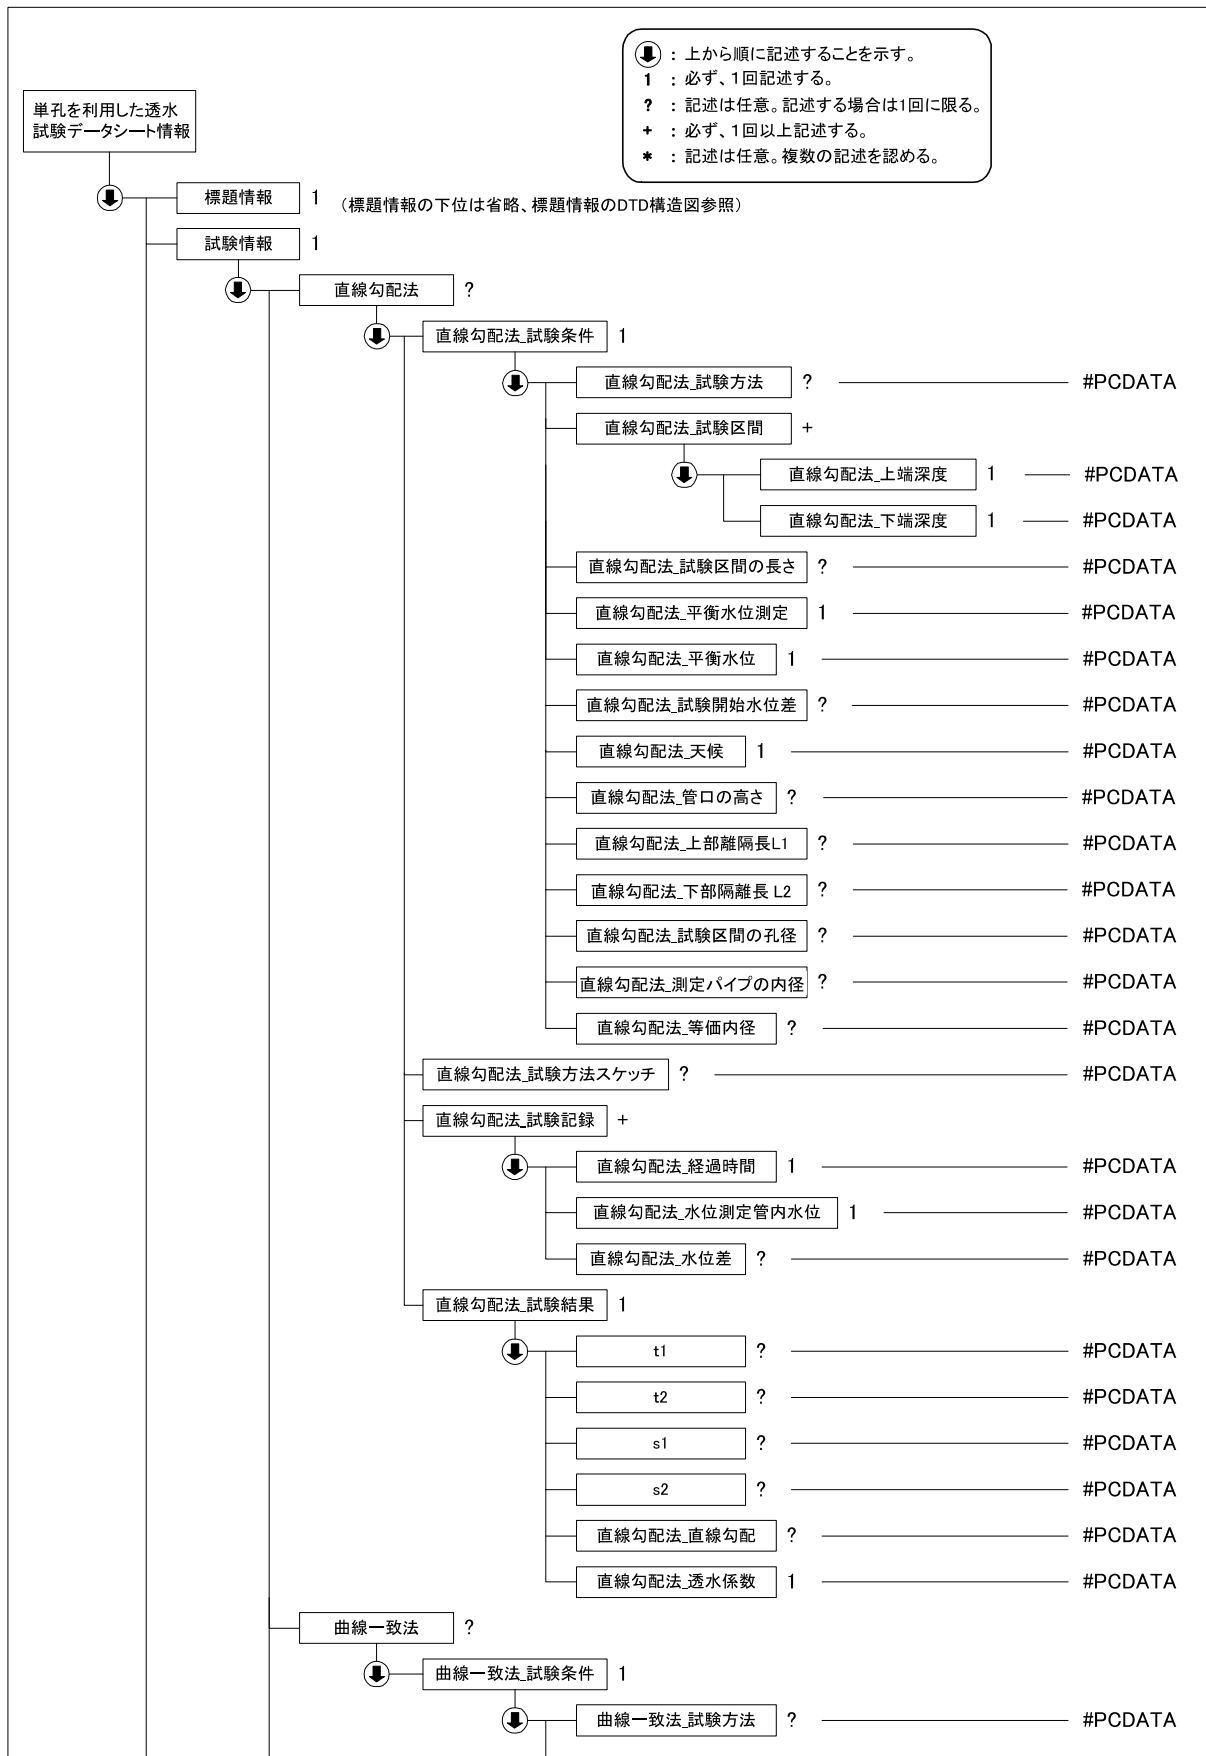 : 上から順に記述することを示す。
1 : 必ず、1回記述する。
? : 記述は任意。記述する場合は1回に限る。
+ : 必ず、1回以上記述する。
* : 記述は任意。複数の記述を認める。
単孔を利用した透水
試験データシート情報
標題情報 1 (標題情報の下位は省略、標題情報のDTD構造図参照)
試験情報 1
直線勾配法 ?
直線勾配法_試験条件 1
直線勾配法_試験方法 ? #PCDATA
直線勾配法_試験区間 +
直線勾配法_上端深度 1 #PCDATA
直線勾配法_下端深度 1 #PCDATA
直線勾配法_試験区間の長さ ? #PCDATA
直線勾配法_平衡水位測定 1 #PCDATA
直線勾配法_平衡水位 1 #PCDATA
直線勾配法_試験開始水位差 ? #PCDATA
直線勾配法_天候 1 #PCDATA
直線勾配法_管口の高さ ? #PCDATA
直線勾配法_上部離隔長L1 ? #PCDATA
直線勾配法_下部隔離長 L2 ? #PCDATA
直線勾配法_試験区間の孔径 ? #PCDATA
直線勾配法_測定パイプの内径 ? #PCDATA
直線勾配法_等価内径 ? #PCDATA
直線勾配法_試験方法スケッチ ? #PCDATA
直線勾配法_試験記録 +
直線勾配法_経過時間 1 #PCDATA
直線勾配法_水位測定管内水位 1 #PCDATA
直線勾配法_水位差 ? #PCDATA
直線勾配法_試験結果 1
t1 ? #PCDATA
t2 ? #PCDATA
s1 ? #PCDATA
s2 ? #PCDATA
直線勾配法_直線勾配 ? #PCDATA
直線勾配法_透水係数 1 #PCDATA
曲線一致法 ?
曲線一致法_試験条件 1
曲線一致法_試験方法 ? #PCDATA